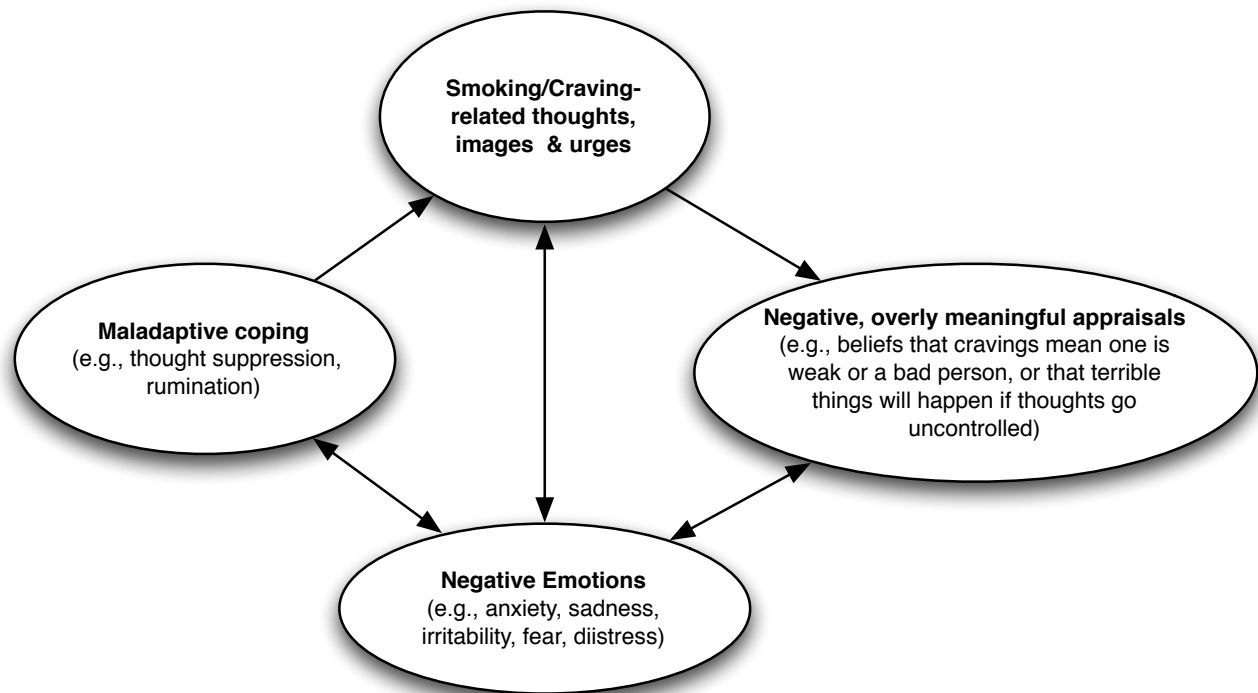 Smoking/Craving-
related thoughts,
images & urges
Maladaptive coping
(e.g., thought suppression,
rumination)
Negative, overly meaningful appraisals
(e.g., beliefs that cravings mean one is
weak or a bad person, or that terrible
things will happen if thoughts go
uncontrolled)
Negative Emotions
(e.g., anxiety, sadness,
irritability, fear, diistress)